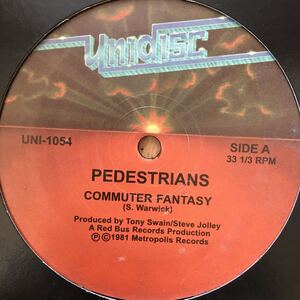 Unidisc
UNI-1054
SIDE A
33 1/3 RPM
PEDESTRIANS
COMMUTER FANTASY
(S. Warwick)
Produced by Tony Swain/Steve Jolley
A Red Bus Records Production
Ⓟ©1981 Metropolis Records